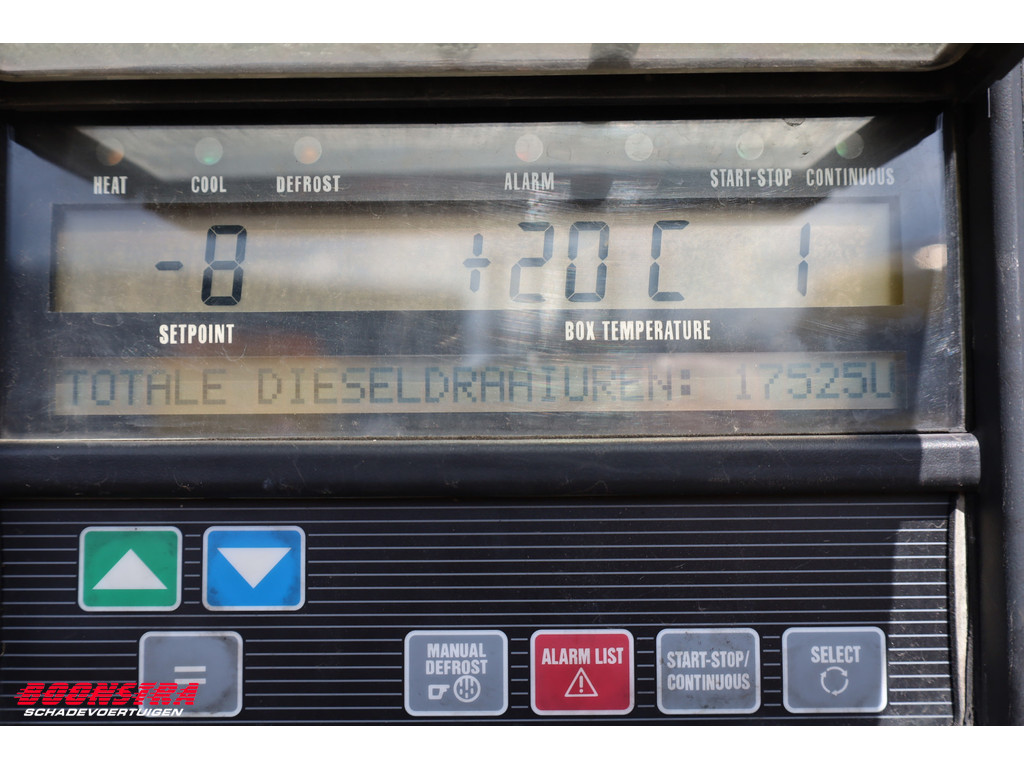 HEAT COOL DEFROST ALARM START-STOP CONTINUOUS
-8 +20 C 1
SETPOINT BOX TEMPERATURE
TOTALE DIESELDRAAIUREN: 17525U
MANUAL DEFROST
ALARM LIST
START-STOP/
CONTINUOUS
SELECT
BOONSTRA
SCHADEVOERTUIGEN